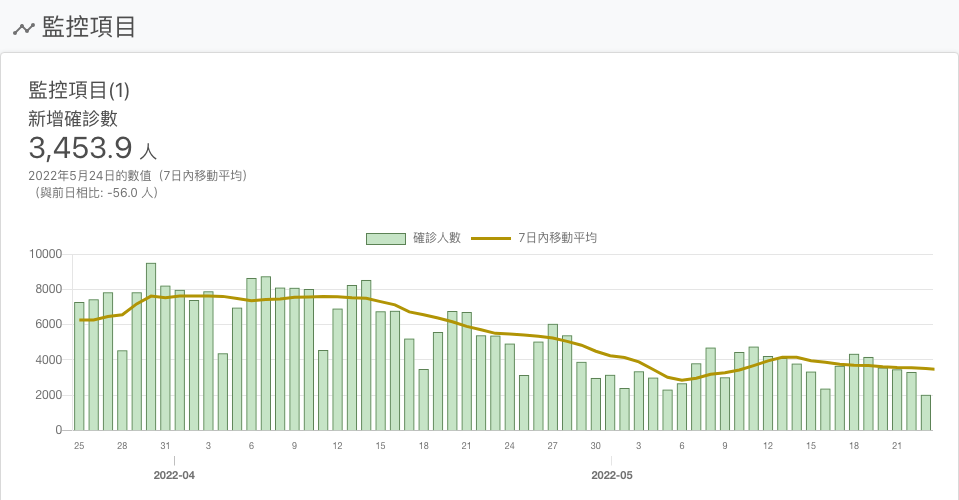 監控項目
監控項目(1)
新增確診數
3,453.9 人
2022年5月24日的數值（7日內移動平均）
（與前日相比: -56.0 人）
確診人數 7日內移動平均
10000
8000
6000
4000
2000
0
25 28 31 3 6 9 12 15 18 21 24 27 30 3 6 9 12 15 18 21
2022-04 2022-05